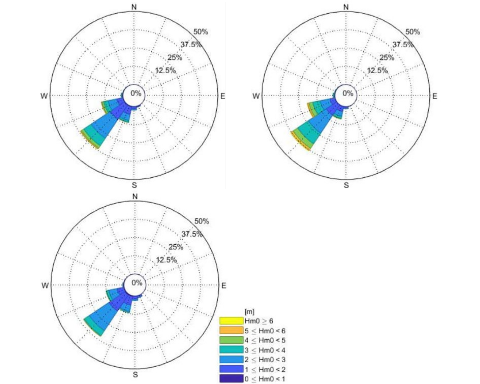 N
50%
37.5%
25%
12.5%
W
0%
E
S
N
50%
37.5%
25%
12.5%
W
0%
E
S
N
50%
37.5%
25%
12.5%
W
0%
E
S
[m]
Hm0 ≥ 6
5 ≤ Hm0 < 6
4 ≤ Hm0 < 5
3 ≤ Hm0 < 4
2 ≤ Hm0 < 3
1 ≤ Hm0 < 2
0 ≤ Hm0 < 1